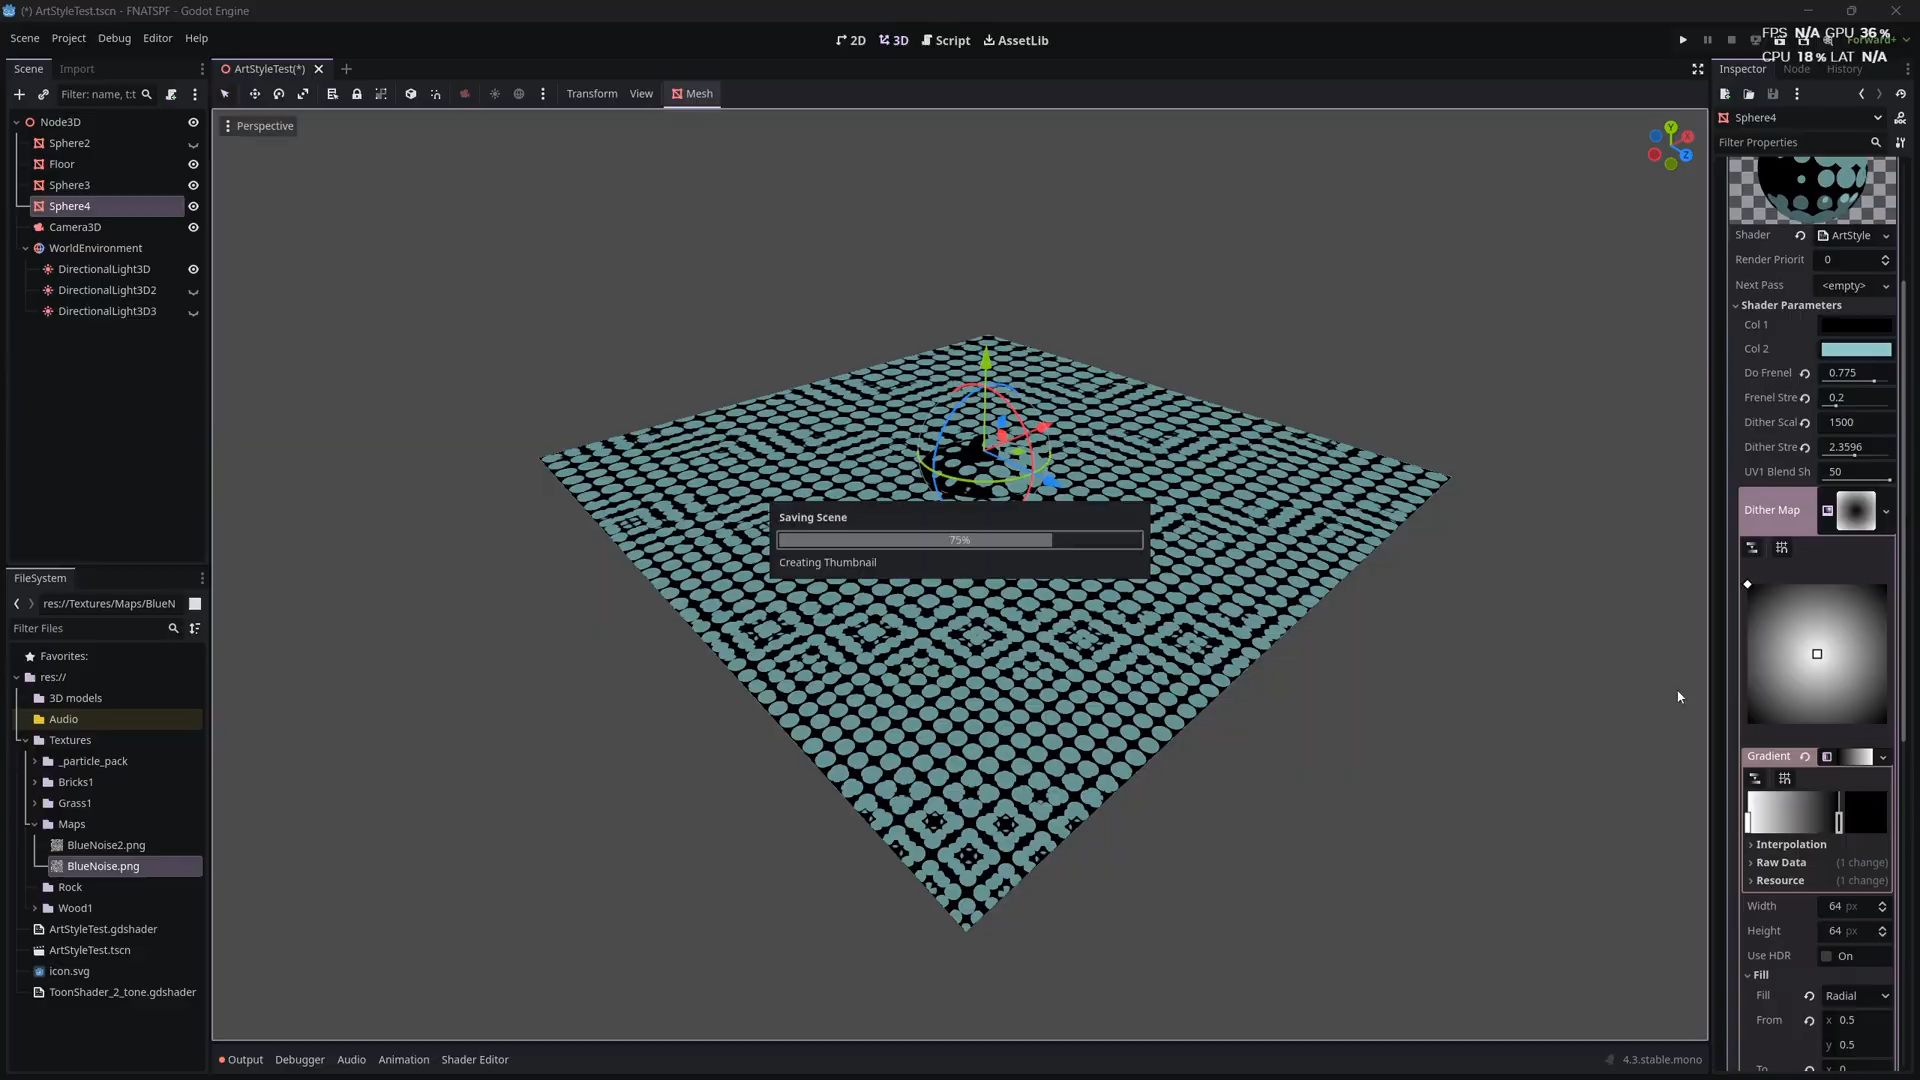 (*) ArtStyleTest.tscn - FNATSPF - Godot Engine
Scene Project Debug Editor Help
2D 3D Script AssetLib
Forward+
FPS N/A GPU 36 %
CPU 18 % LAT N/A
Scene Import
ArtStyleTest(*)
Inspector Node History
Filter: name, t:t
Transform View Mesh
Perspective
Node3D
Sphere2
Floor
Sphere3
Sphere4
Camera3D
WorldEnvironment
DirectionalLight3D
DirectionalLight3D2
DirectionalLight3D3
FileSystem
res://Textures/Maps/BlueN
Filter Files
Favorites:
res://
3D models
Audio
Textures
_particle_pack
Bricks1
Grass1
Maps
BlueNoise2.png
BlueNoise.png
Rock
Wood1
ArtStyleTest.gdshader
ArtStyleTest.tscn
icon.svg
ToonShader_2_tone.gdshader
Y
X
Z
Saving Scene
75%
Creating Thumbnail
Output Debugger Audio Animation Shader Editor
4.3.stable.mono
Sphere4
Filter Properties
Shader ArtStyle
Render Priorit 0
Next Pass <empty>
Shader Parameters
Col 1
Col 2
Do Frenel 0.775
Frenel Stre 0.2
Dither Scal 1500
Dither Stre 2.3596
UV1 Blend Sh 50
Dither Map
Gradient
Interpolation
Raw Data (1 change)
Resource (1 change)
Width 64 px
Height 64 px
Use HDR On
Fill
Fill Radial
From x 0.5
y 0.5